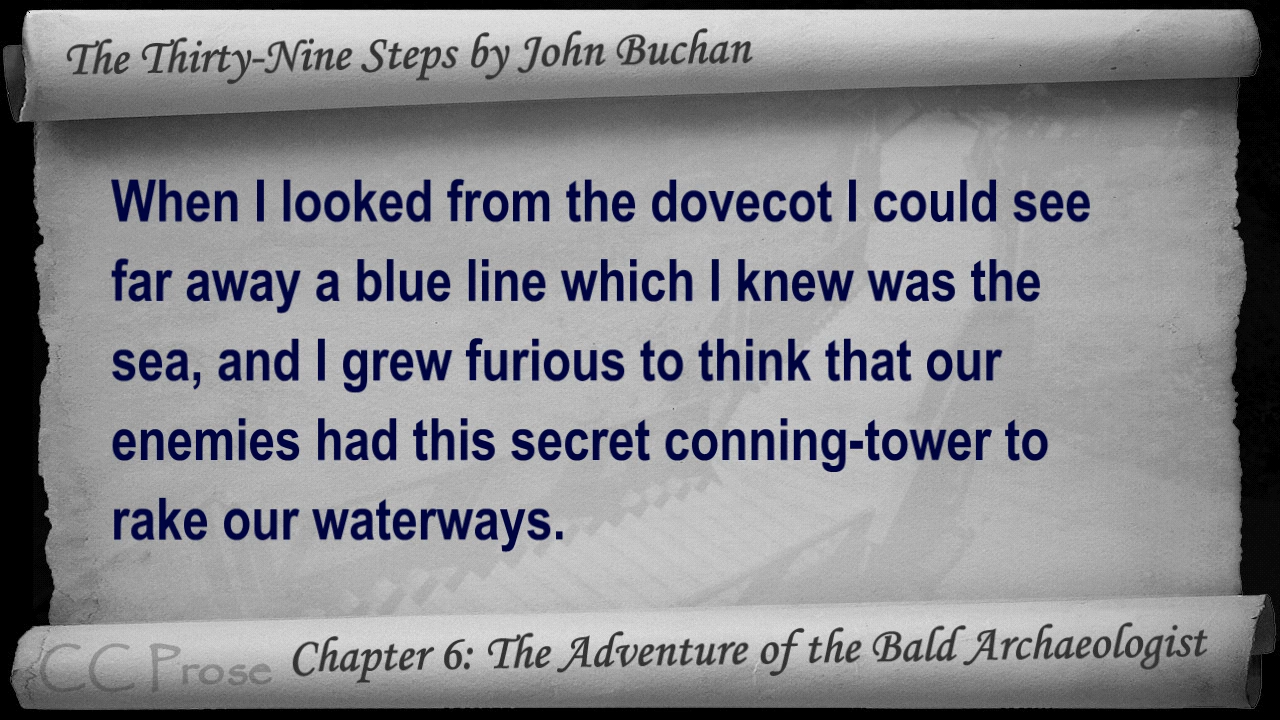 The Thirty-Nine Steps by John Buchan
When I looked from the dovecot I could see
far away a blue line which I knew was the
sea, and I grew furious to think that our
enemies had this secret conning-tower to
rake our waterways.
CC Prose
Chapter 6: The Adventure of the Bald Archaeologist